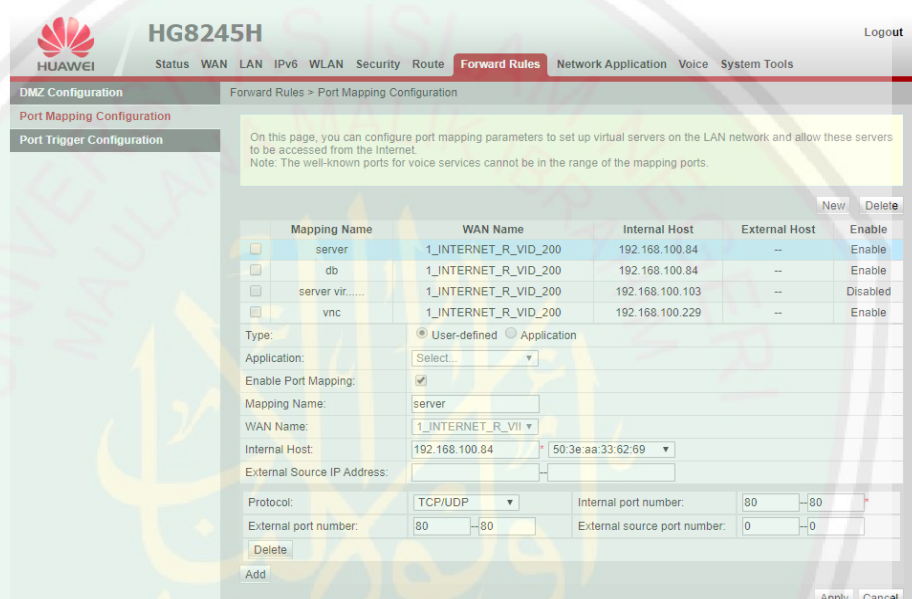 HUAWEI
HG8245H
Logout
Status WAN LAN IPv6 WLAN Security Route Forward Rules Network Application Voice System Tools
DMZ Configuration
Port Mapping Configuration
Port Trigger Configuration
Forward Rules > Port Mapping Configuration
On this page, you can configure port mapping parameters to set up virtual servers on the LAN network and allow these servers
to be accessed from the Internet.
Note: The well-known ports for voice services cannot be in the range of the mapping ports.
New Delete
Mapping Name WAN Name Internal Host External Host Enable
server 1_INTERNET_R_VID_200 192.168.100.84 -- Enable
db 1_INTERNET_R_VID_200 192.168.100.84 -- Enable
server vir...... 1_INTERNET_R_VID_200 192.168.100.103 -- Disabled
vnc 1_INTERNET_R_VID_200 192.168.100.229 -- Enable
Type: User-defined Application
Application: Select...
Enable Port Mapping:
Mapping Name: server
WAN Name: 1_INTERNET_R_VII
Internal Host: 192.168.100.84 * 50:3e:aa:33:62:69
External Source IP Address: --
Protocol: TCP/UDP Internal port number: 80 --80 *
External port number: 80 --80 External source port number: 0 --0
Delete
Add
Apply Cancel